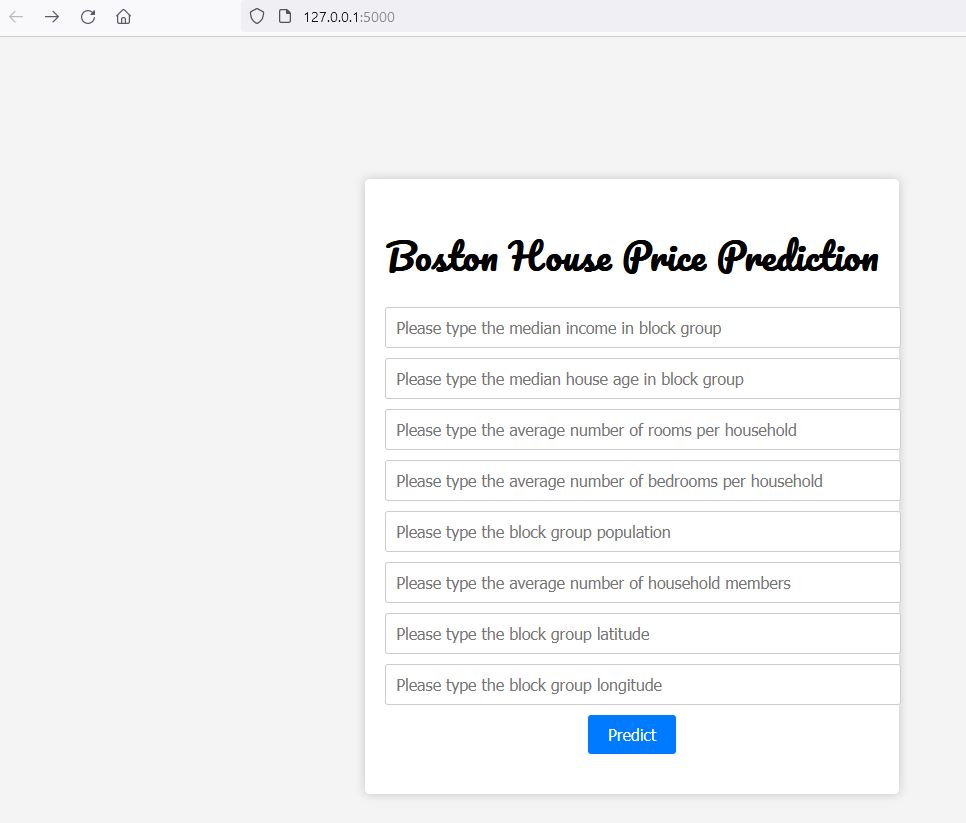 127.0.0.1:5000
Boston House Price Prediction
Please type the median income in block group
Please type the median house age in block group
Please type the average number of rooms per household
Please type the average number of bedrooms per household
Please type the block group population
Please type the average number of household members
Please type the block group latitude
Please type the block group longitude
Predict